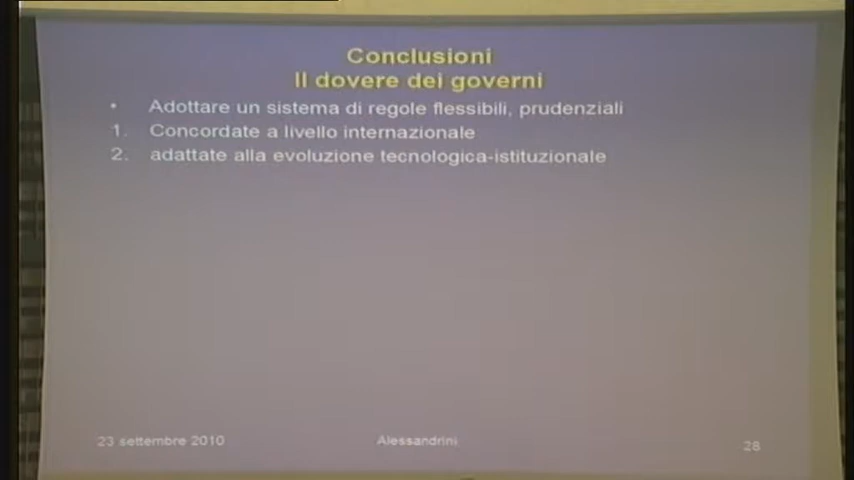 Conclusioni
Il dovere dei governi
• Adottare un sistema di regole flessibili, prudenziali
1. Concordate a livello internazionale
2. adattate alla evoluzione tecnologica-istituzionale
23 settembre 2010
Alessandrini
28